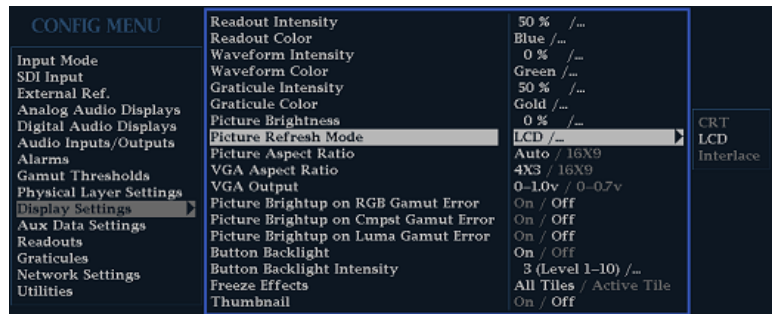 CONFIG MENU
Input Mode
SDI Input
External Ref.
Analog Audio Displays
Digital Audio Displays
Audio Inputs/Outputs
Alarms
Gamut Thresholds
Physical Layer Settings
Display Settings
Aux Data Settings
Readouts
Graticules
Network Settings
Utilities
Readout Intensity 50 % /...
Readout Color Blue /...
Waveform Intensity 0 % /...
Waveform Color Green /...
Graticule Intensity 50 % /...
Graticule Color Gold /...
Picture Brightness 0 % /...
Picture Refresh Mode LCD /...
Picture Aspect Ratio Auto / 16X9
VGA Aspect Ratio 4X3 / 16X9
VGA Output 0–1.0v / 0–0.7v
Picture Brightup on RGB Gamut Error On / Off
Picture Brightup on Cmpst Gamut Error On / Off
Picture Brightup on Luma Gamut Error On / Off
Button Backlight On / Off
Button Backlight Intensity 3 (Level 1–10) /...
Freeze Effects All Tiles / Active Tile
Thumbnail On / Off
CRT
LCD
Interlace